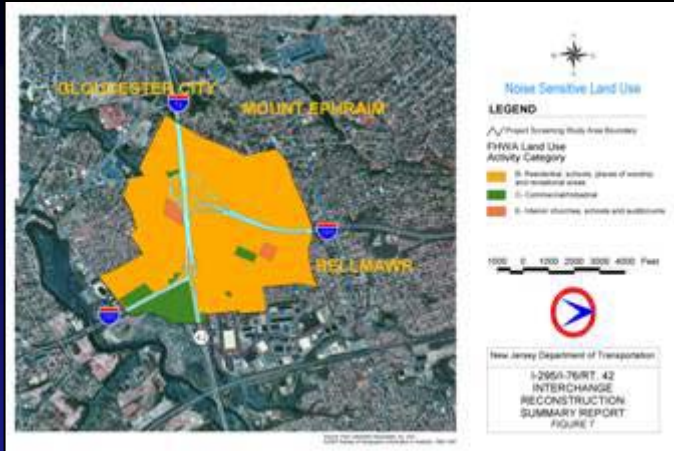 GLOUCESTER CITY
MOUNT EPHRAIM
BELLMAWR
42
Noise Sensitive Land Use
LEGEND
Project Screening Study Area Boundary
FHWA Land Use
Activity Category
B- Residential, schools, places of worship
and recreational areas
C- Commercial/Industrial
E- Interior churches, schools and auditoriums
1000 0 1000 2000 3000 4000 Feet
New Jersey Department of Transportation
I-295/I-76/RT. 42
INTERCHANGE
RECONSTRUCTION
SUMMARY REPORT
FIGURE 7